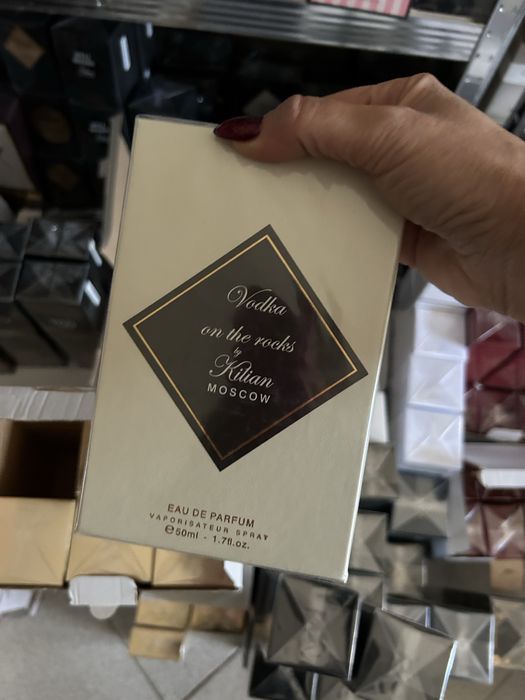 Vodka
on the rocks
by
Kilian
MOSCOW
EAU DE PARFUM
VAPORISATEUR SPRAY
℮50ml - 1.7fl.oz.